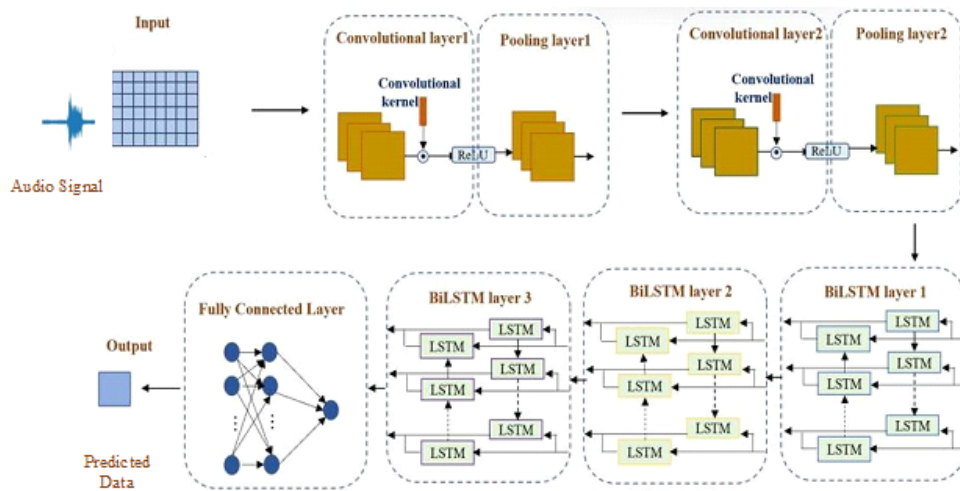 Input
Audio Signal
Convolutional layer1
Convolutional
kernel
ReLU
Pooling layer1
Convolutional layer2
Convolutional
kernel
ReLU
Pooling layer2
BiLSTM layer 1
LSTM
LSTM
LSTM
LSTM
LSTM
LSTM
BiLSTM layer 2
LSTM
LSTM
LSTM
LSTM
LSTM
LSTM
BiLSTM layer 3
LSTM
LSTM
LSTM
LSTM
LSTM
LSTM
Fully Connected Layer
Output
Predicted
Data